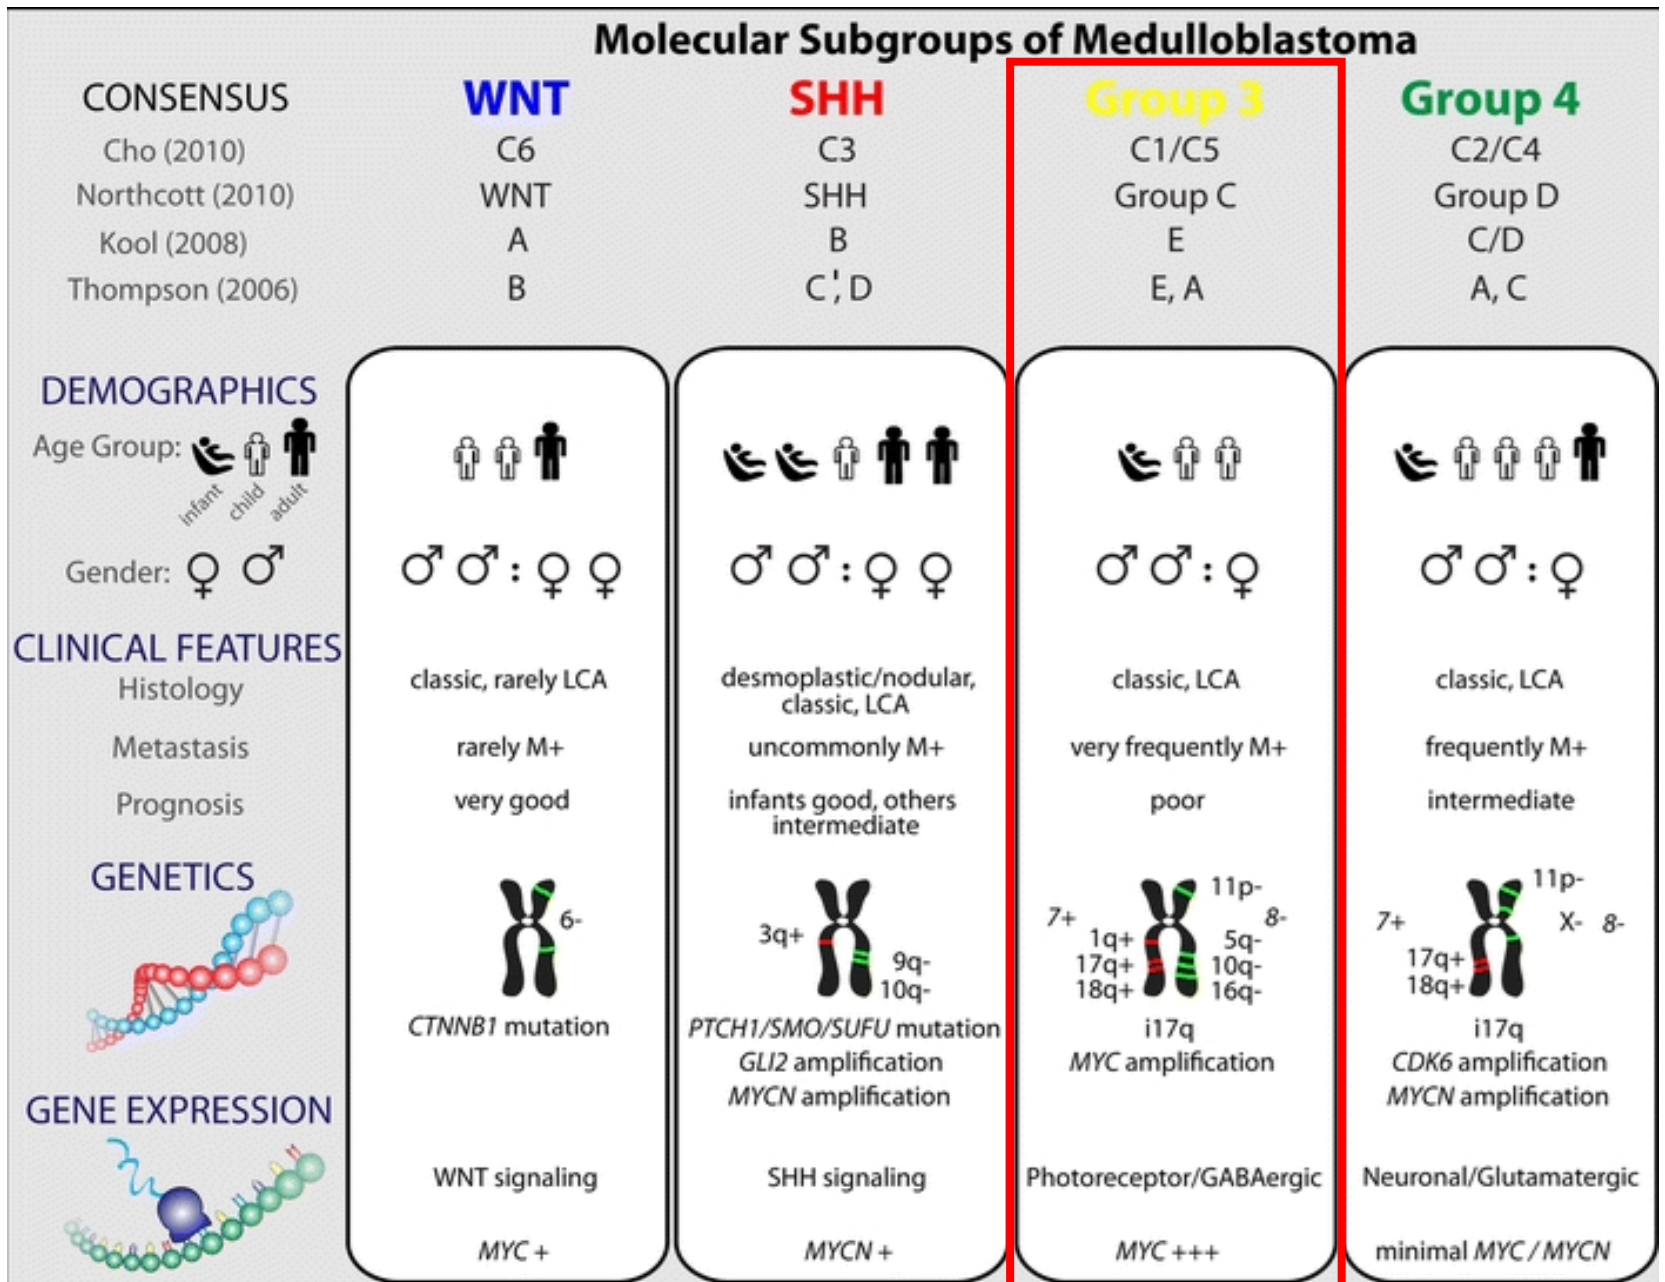 Molecular Subgroups of Medulloblastoma
CONSENSUS WNT SHH Group 3 Group 4
Cho (2010) C6 C3 C1/C5 C2/C4
Northcott (2010) WNT SHH Group C Group D
Kool (2008) A B E C/D
Thompson (2006) B C', D E, A A, C
DEMOGRAPHICS
Age Group:
infant child adult
Gender: ♀ ♂ ♂ ♂ : ♀ ♀ ♂ ♂ : ♀ ♀ ♂ ♂ : ♀ ♂ ♂ : ♀
CLINICAL FEATURES
Histology classic, rarely LCA desmoplastic/nodular, classic, LCA classic, LCA
classic, LCA
Metastasis rarely M+ uncommonly M+ very frequently M+ frequently M+
Prognosis very good infants good, others poor intermediate
intermediate
GENETICS
11p- 11p-
6- 7+ 8- 7+ X- 8-
3q+ 1q+ 5q-
9q- 17q+ 10q- 17q+
10q- 18q+ 16q- 18q+
CTNNB1 mutation PTCH1/SMO/SUFU mutation i17q i17q
GLI2 amplification MYC amplification CDK6 amplification
MYCN amplification MYCN amplification
GENE EXPRESSION
WNT signaling SHH signaling Photoreceptor/GABAergic Neuronal/Glutamatergic
MYC + MYCN + MYC +++ minimal MYC / MYCN